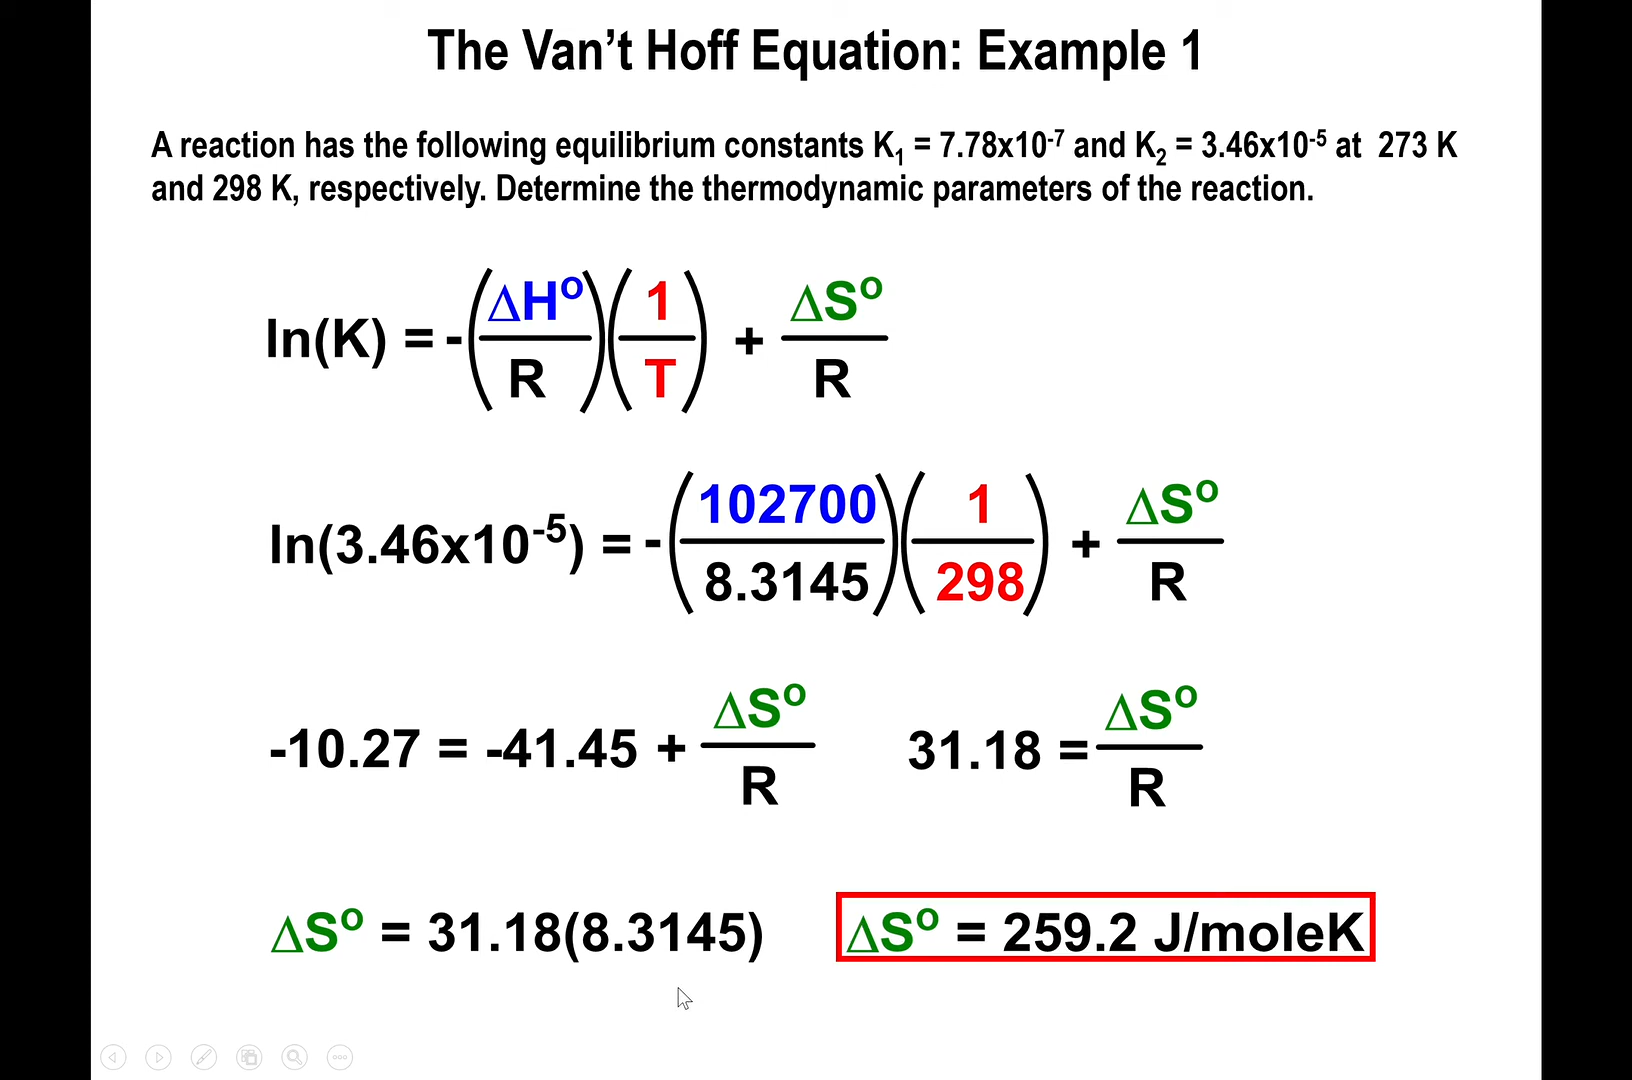 The Van’t Hoff Equation: Example 1
A reaction has the following equilibrium constants K₁ = 7.78x10⁻⁷ and K₂ = 3.46x10⁻⁵ at 273 K
and 298 K, respectively. Determine the thermodynamic parameters of the reaction.
ln(K) = -(ΔHᴼ/R)(1/T) + ΔSᴼ/R
ln(3.46x10⁻⁵) = -(102700/8.3145)(1/298) + ΔSᴼ/R
-10.27 = -41.45 + ΔSᴼ/R
31.18 = ΔSᴼ/R
ΔSᴼ = 31.18(8.3145)
ΔSᴼ = 259.2 J/moleK